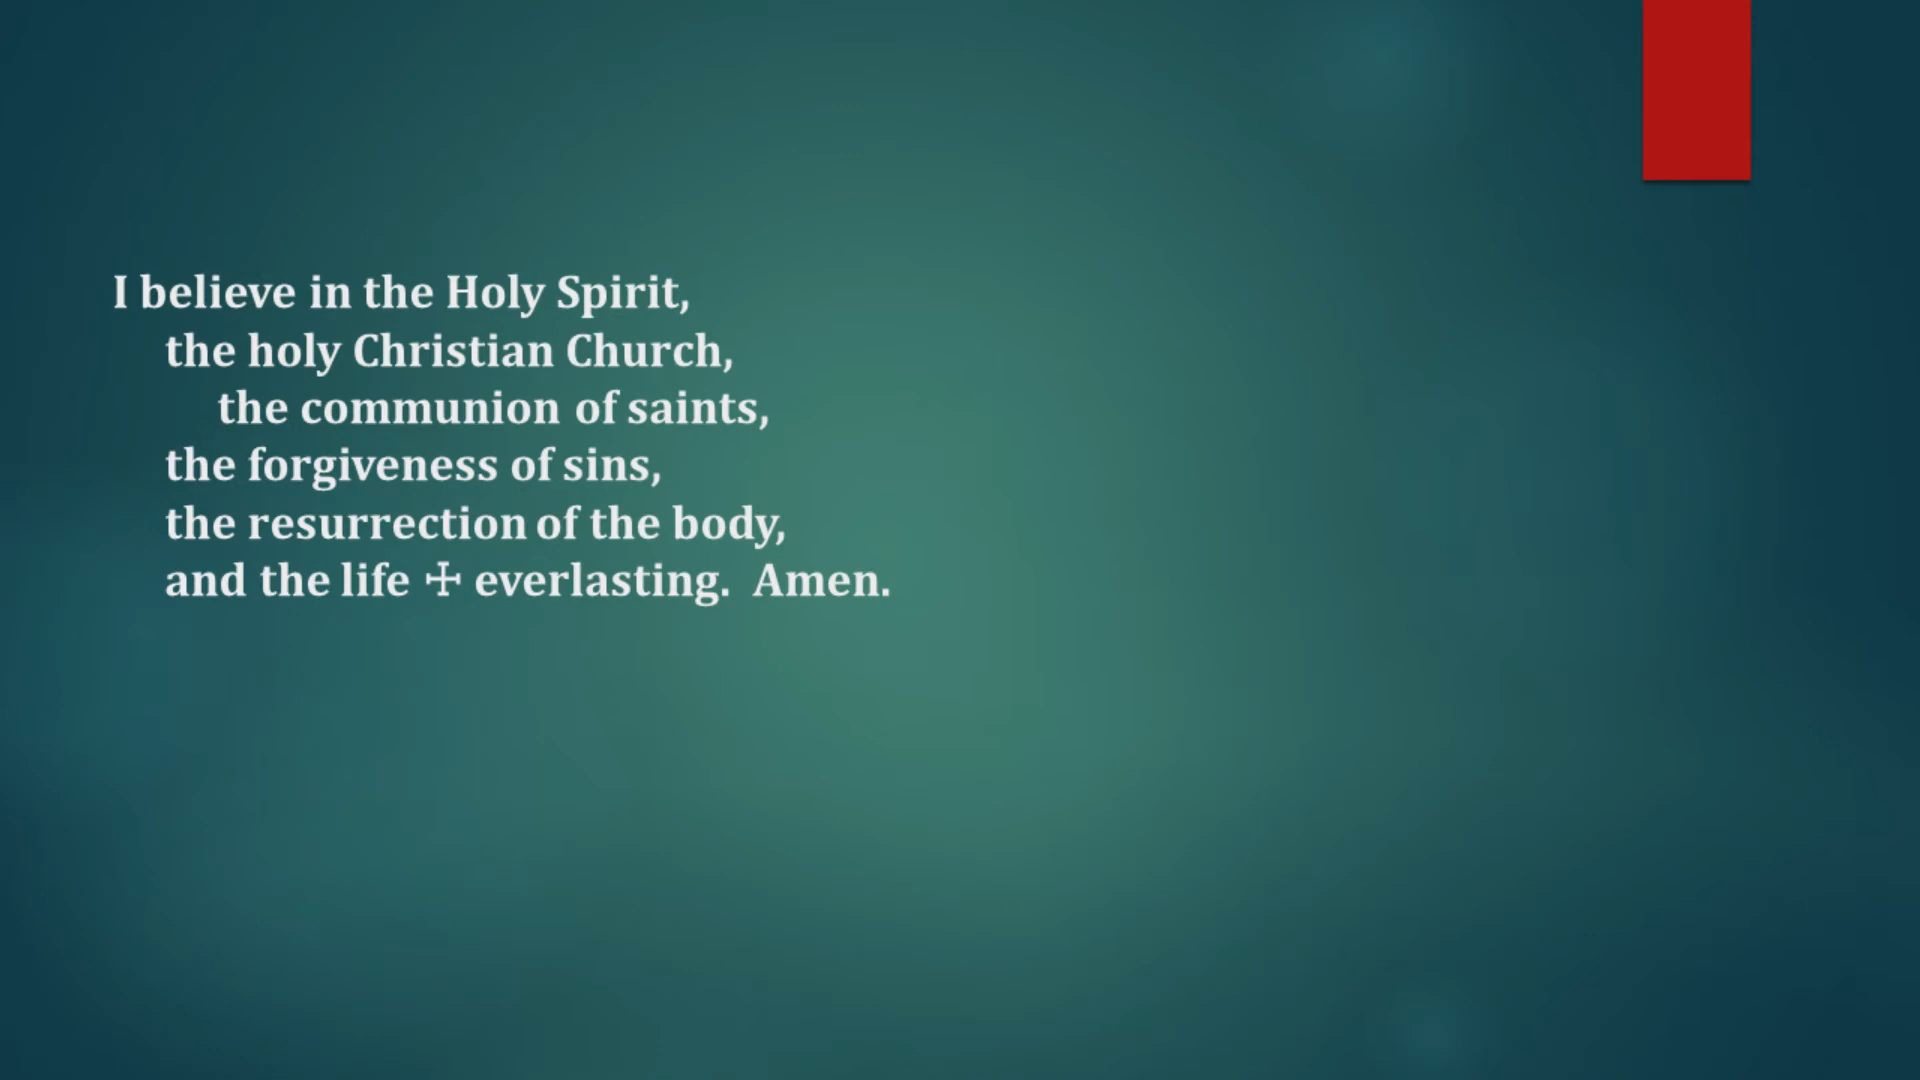 I believe in the Holy Spirit,
the holy Christian Church,
the communion of saints,
the forgiveness of sins,
the resurrection of the body,
and the life ☩ everlasting.  Amen.